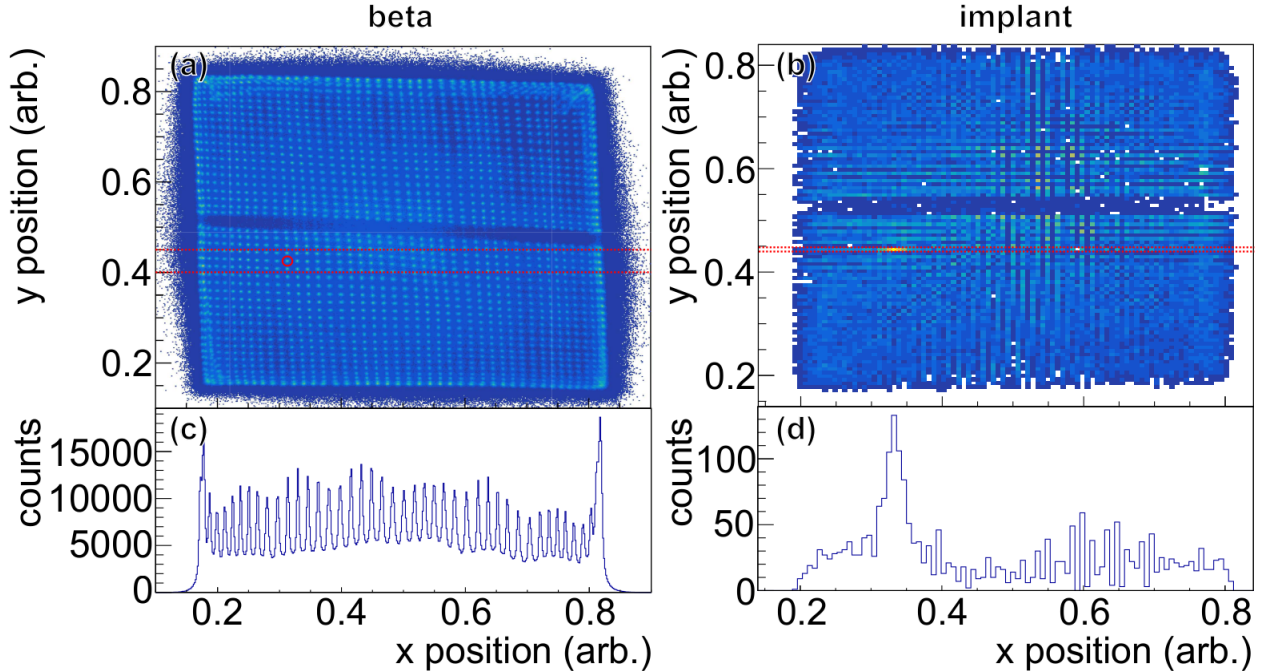 beta
implant
(a)
y position (arb.)
0.8
0.6
0.4
0.2
(b)
y position (arb.)
0.8
0.6
0.4
0.2
(c)
counts
15000
10000
5000
0
0.2 0.4 0.6 0.8
x position (arb.)
(d)
counts
100
50
0
0.2 0.4 0.6 0.8
x position (arb.)